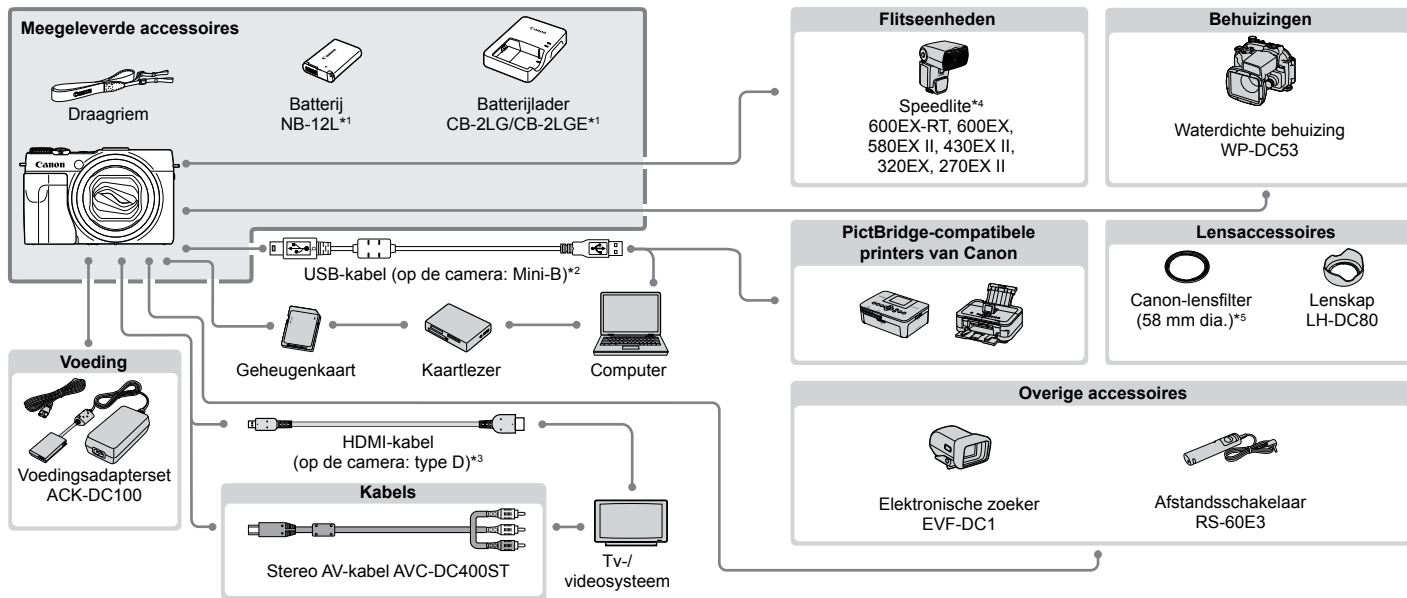 Meegeleverde accessoires
Canon
Draagriem
Canon
Batterij
NB-12L*1
Canon
Batterijlader
CB-2LG/CB-2LGE*1
Canon
Flitseenheden
Speedlite*4
600EX-RT, 600EX,
580EX II, 430EX II,
320EX, 270EX II
Behuizingen
Waterdichte behuizing
WP-DC53
USB-kabel (op de camera: Mini-B)*2
PictBridge-compatibele
printers van Canon
Lensaccessoires
Canon-lensfilter
(58 mm dia.)*5
Lenskap
LH-DC80
Geheugenkaart
Kaartlezer
Computer
Voeding
Voedingsadapterset
ACK-DC100
HDMI-kabel
(op de camera: type D)*3
Kabels
Stereo AV-kabel AVC-DC400ST
Tv-/
videosysteem
Overige accessoires
Elektronische zoeker
EVF-DC1
Afstandsschakelaar
RS-60E3